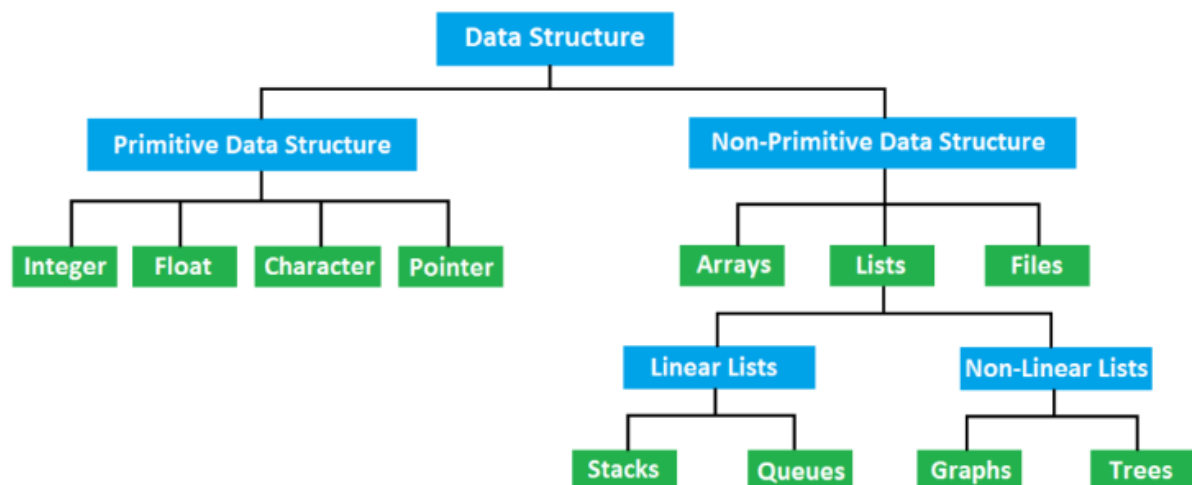 Data Structure
Primitive Data Structure
Non-Primitive Data Structure
Integer
Float
Character
Pointer
Arrays
Lists
Files
Linear Lists
Non-Linear Lists
Stacks
Queues
Graphs
Trees